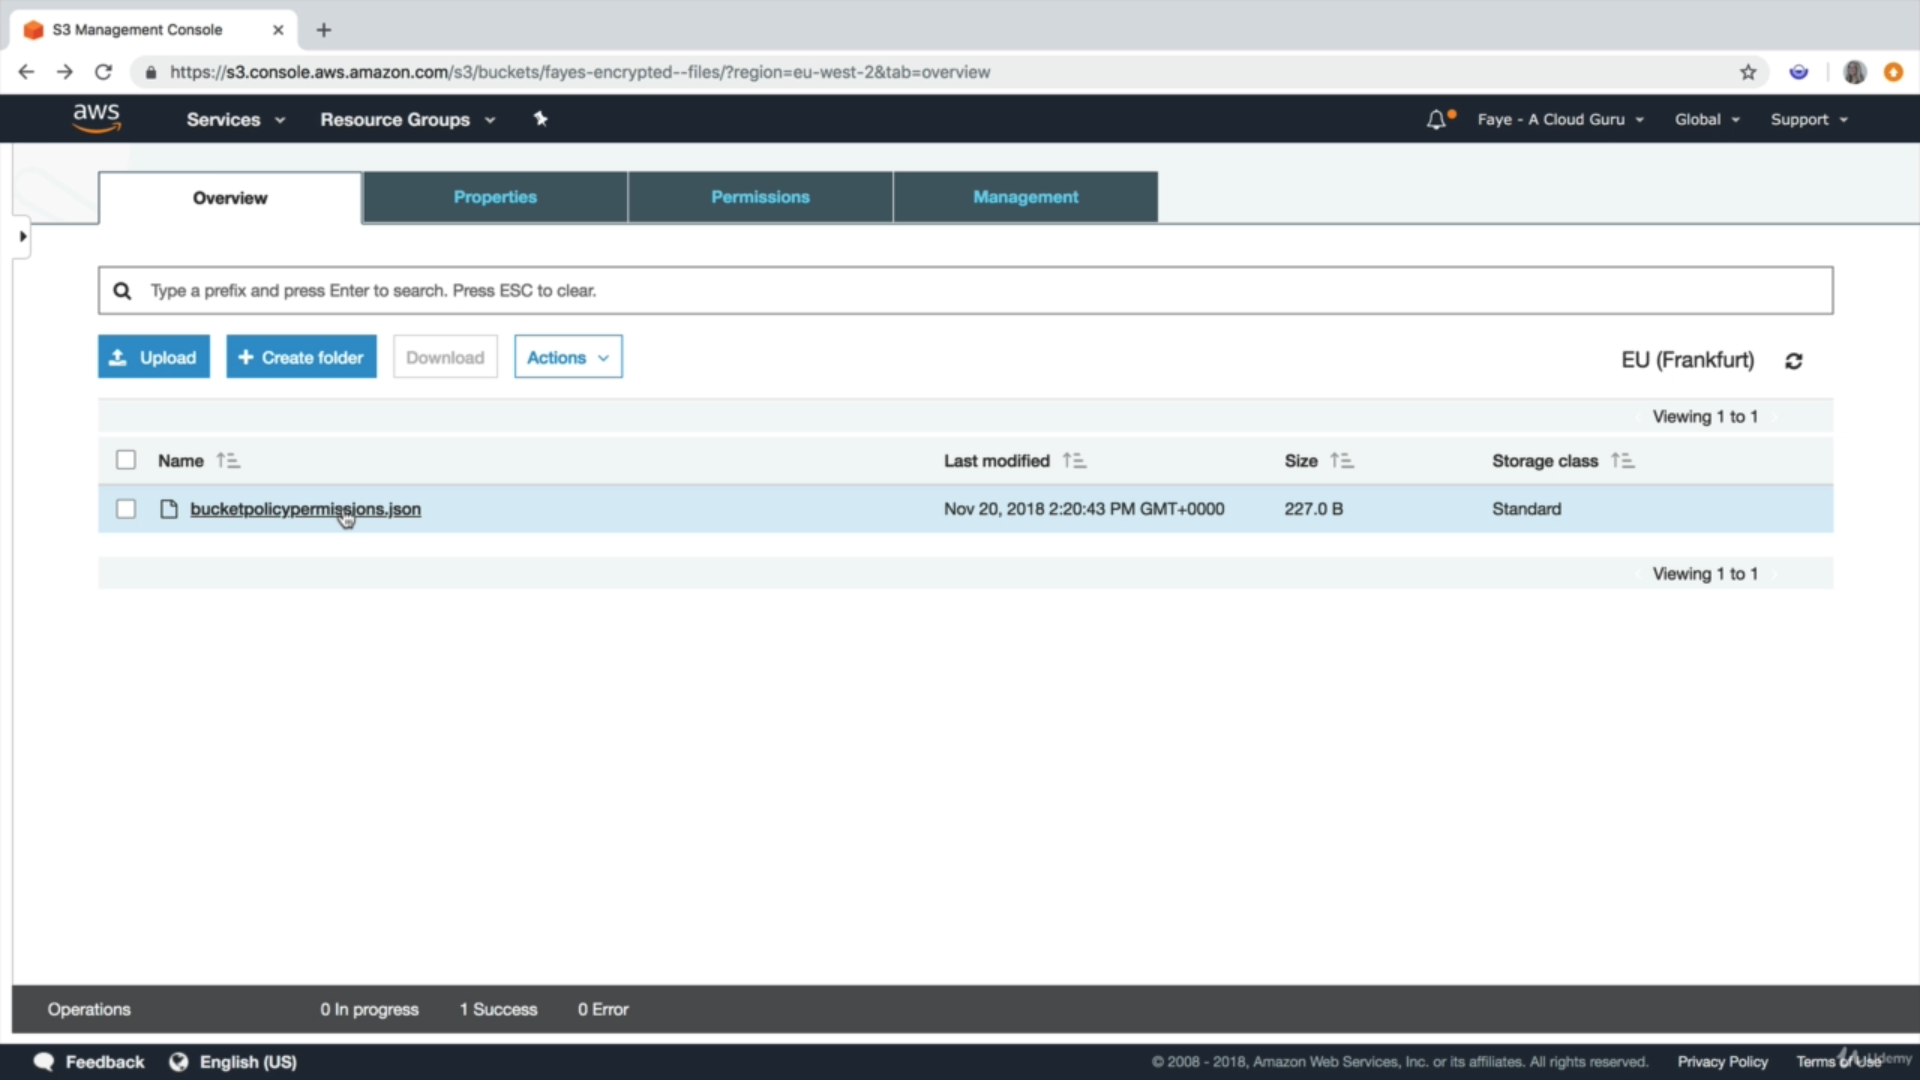 S3 Management Console
https://s3.console.aws.amazon.com/s3/buckets/fayes-encrypted--files/?region=eu-west-2&tab=overview
aws Services Resource Groups Faye - A Cloud Guru Global Support
Overview Properties Permissions Management
Type a prefix and press Enter to search. Press ESC to clear.
Upload + Create folder Download Actions EU (Frankfurt)
Viewing 1 to 1
Name Last modified Size Storage class
bucketpolicypermissions.json Nov 20, 2018 2:20:43 PM GMT+0000 227.0 B Standard
Viewing 1 to 1
Operations 0 In progress 1 Success 0 Error
Feedback English (US) © 2008 - 2018, Amazon Web Services, Inc. or its affiliates. All rights reserved. Privacy Policy Terms of Use